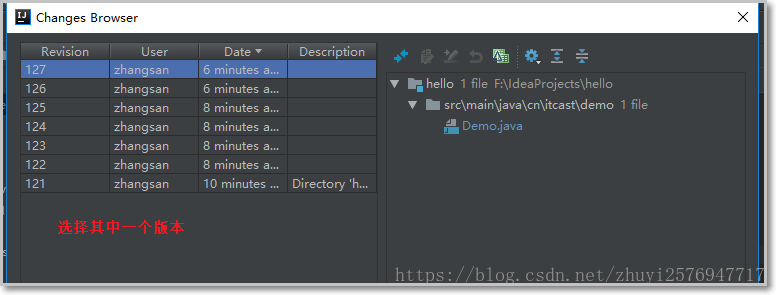 Changes Browser
Revision User Date Description
127 zhangsan 6 minutes a...
126 zhangsan 6 minutes a...
125 zhangsan 8 minutes a...
124 zhangsan 8 minutes a...
123 zhangsan 8 minutes a...
122 zhangsan 8 minutes a...
121 zhangsan 10 minutes ... Directory 'h...
选择其中一个版本
hello 1 file F:\IdeaProjects\hello
src\main\java\cn\itcast\demo 1 file
Demo.java
https://blog.csdn.net/zhuyi2576947717